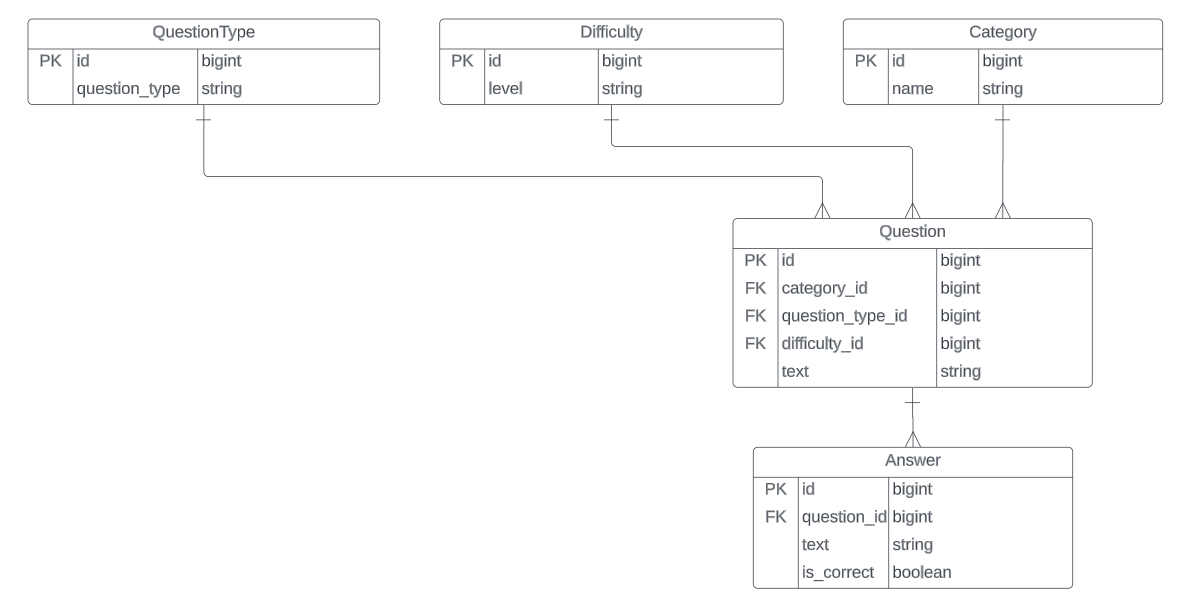 QuestionType
PK id bigint
question_type string
Difficulty
PK id bigint
level string
Category
PK id bigint
name string
Question
PK id bigint
FK category_id bigint
FK question_type_id bigint
FK difficulty_id bigint
text string
Answer
PK id bigint
FK question_id bigint
text string
is_correct boolean